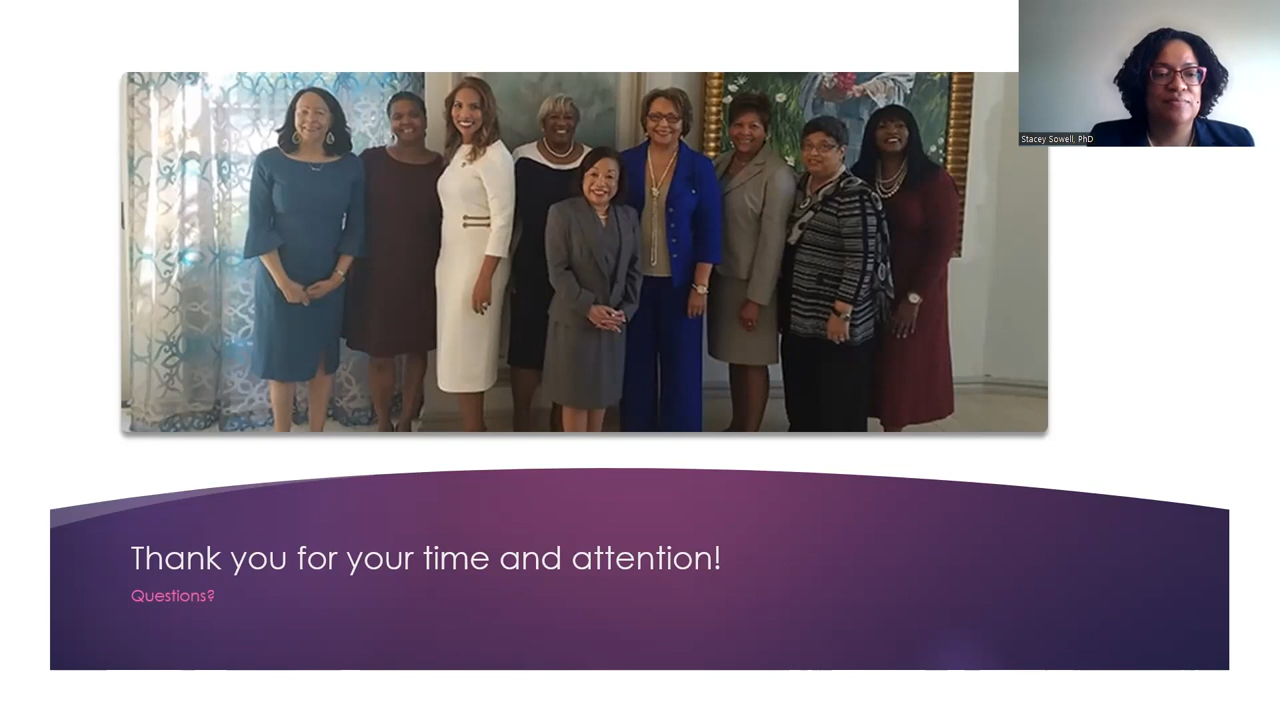 Stacey Sowell, PhD
Thank you for your time and attention!
Questions?